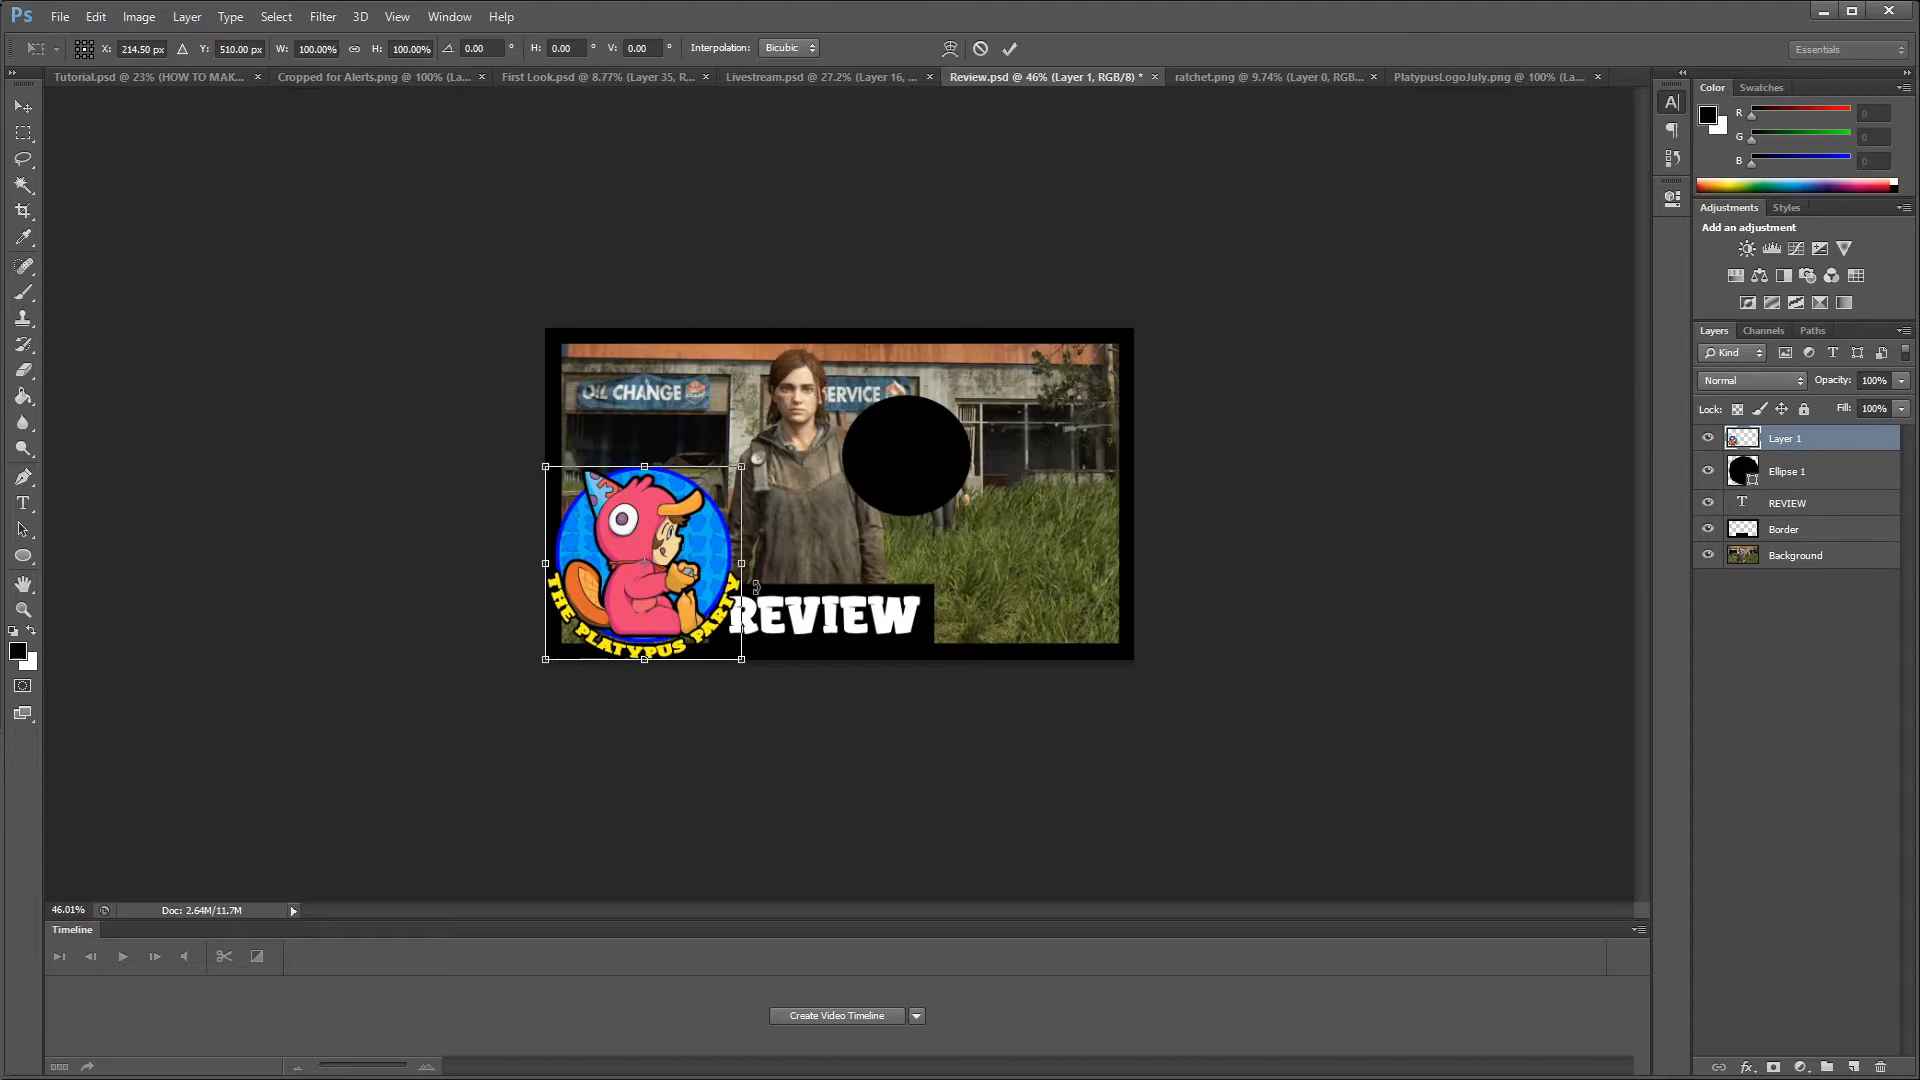 Ps File Edit Image Layer Type Select Filter 3D View Window Help
X: 214.50 px Y: 510.00 px W: 100.00% H: 100.00% 0.00 ° H: 0.00 ° V: 0.00 ° Interpolation: Bicubic Essentials
Tutorial.psd @ 23% (HOW TO MAK... Cropped for Alerts.png @ 100% (La... First Look.psd @ 8.77% (Layer 35, R... Livestream.psd @ 27.2% (Layer 16, ... Review.psd @ 46% (Layer 1, RGB/8) * ratchet.png @ 9.74% (Layer 0, RGB... PlatypusLogoJuly.png @ 100% (La...
Color Swatches
R 0
G 0
B 0
Adjustments Styles
Add an adjustment
Layers Channels Paths
Kind
Normal Opacity: 100%
Lock: Fill: 100%
Layer 1
Ellipse 1
REVIEW
Border
Background
OIL CHANGE
SERVICE
THE PLATYPUS PARTY
REVIEW
46.01% Doc: 2.64M/11.7M
Timeline
Create Video Timeline